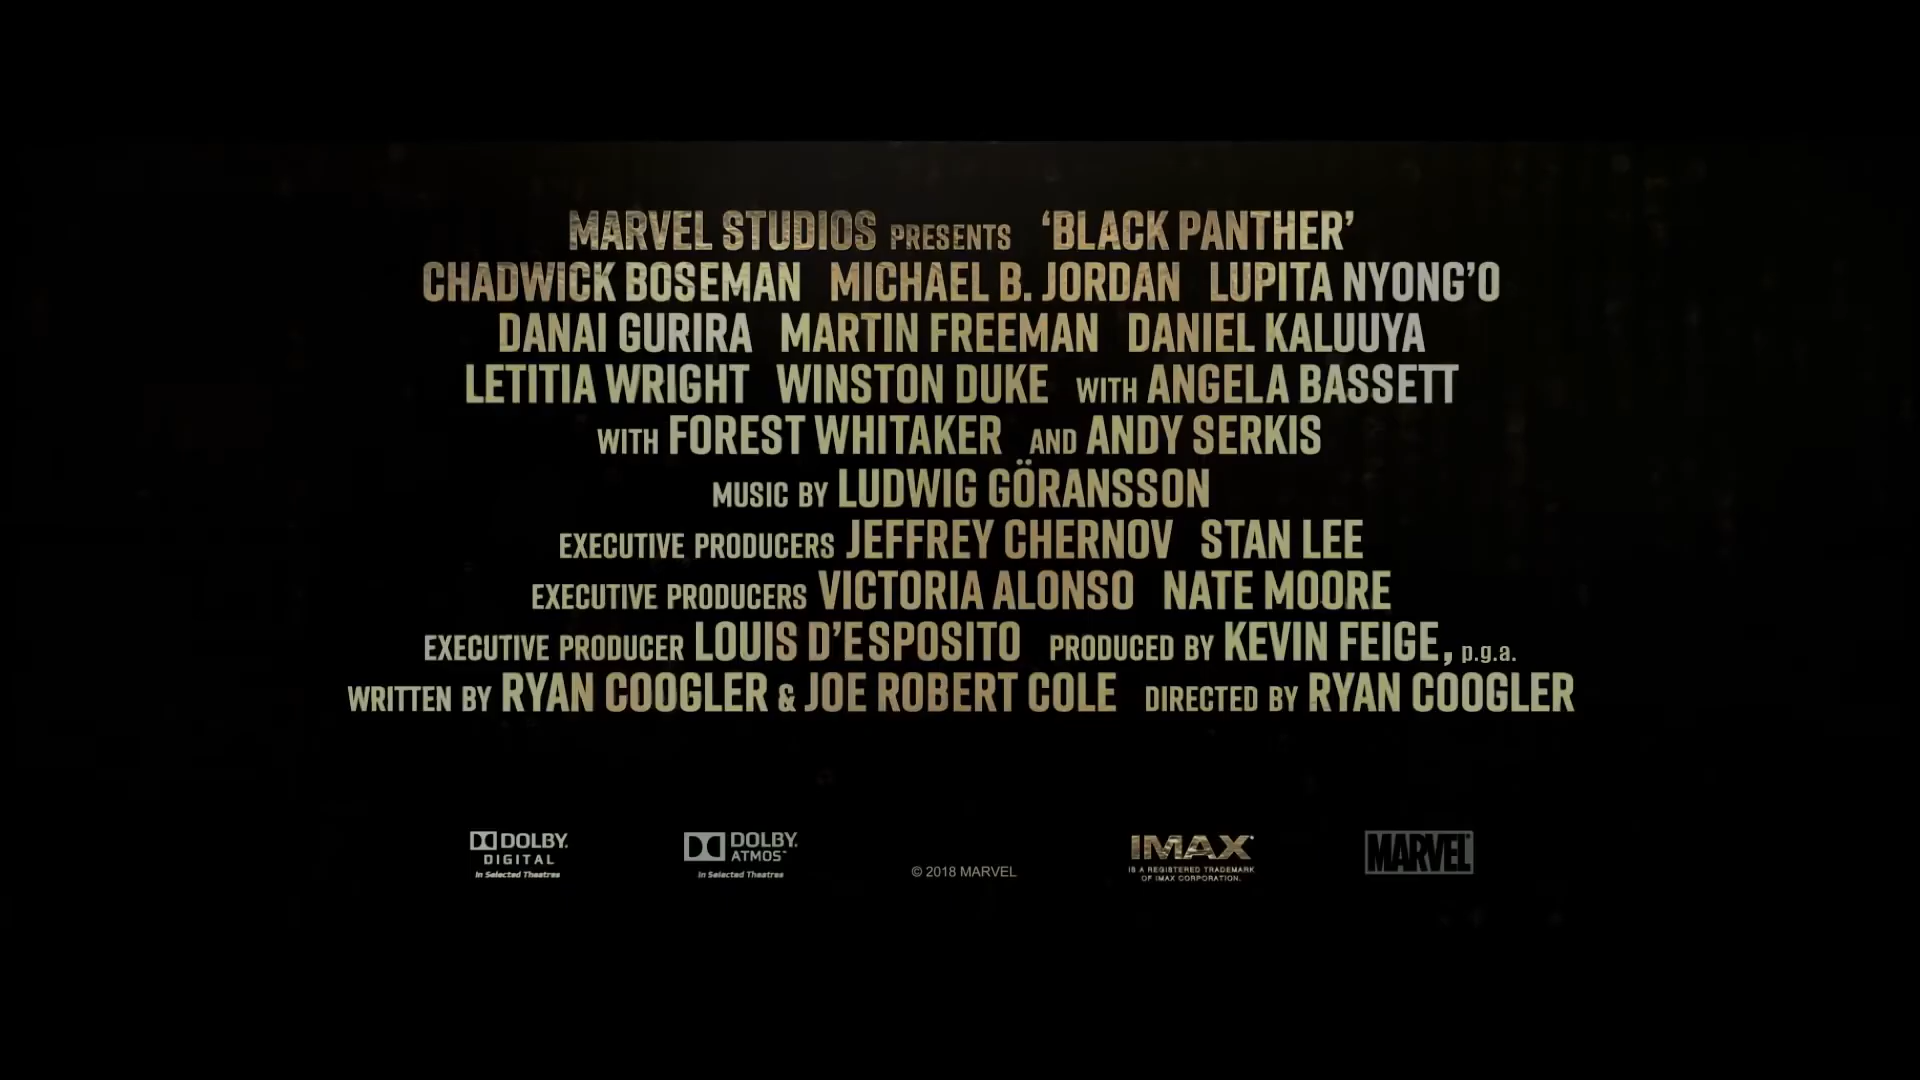 MARVEL STUDIOS PRESENTS ‘BLACK PANTHER’
CHADWICK BOSEMAN MICHAEL B. JORDAN LUPITA NYONG’O
DANAI GURIRA MARTIN FREEMAN DANIEL KALUUYA
LETITIA WRIGHT WINSTON DUKE WITH ANGELA BASSETT
WITH FOREST WHITAKER AND ANDY SERKIS
MUSIC BY LUDWIG GÖRANSSON
EXECUTIVE PRODUCERS JEFFREY CHERNOV STAN LEE
EXECUTIVE PRODUCERS VICTORIA ALONSO NATE MOORE
EXECUTIVE PRODUCER LOUIS D’ESPOSITO PRODUCED BY KEVIN FEIGE, p.g.a.
WRITTEN BY RYAN COOGLER & JOE ROBERT COLE DIRECTED BY RYAN COOGLER
DOLBY.
DIGITAL
In Selected Theatres
DOLBY.
ATMOS™
In Selected Theatres
© 2018 MARVEL
IMAX®
IS A REGISTERED TRADEMARK
OF IMAX CORPORATION.
MARVEL